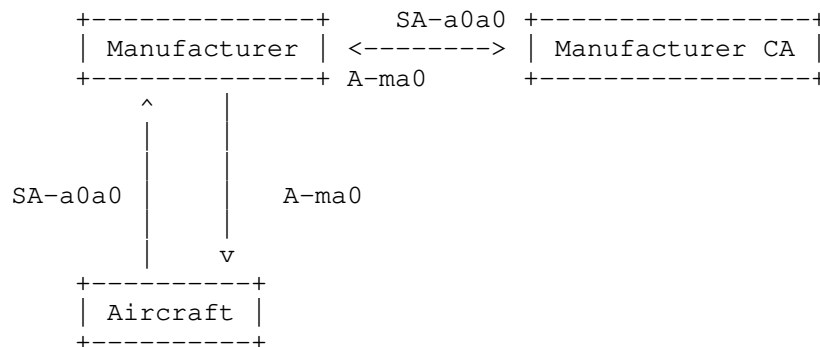 SA-a0a0
Manufacturer <--------> Manufacturer CA
A-ma0
SA-a0a0 A-ma0
Aircraft